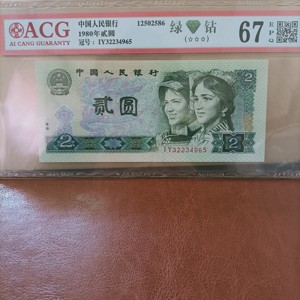 ACG
AI CANG GUARANTY
中国人民银行
1980年贰圆
冠号：IY32234965
12502586
绿 钻
(☆☆☆)
67
E
P
Q
中国人民银行
贰圆
2
IY32234965
2
2